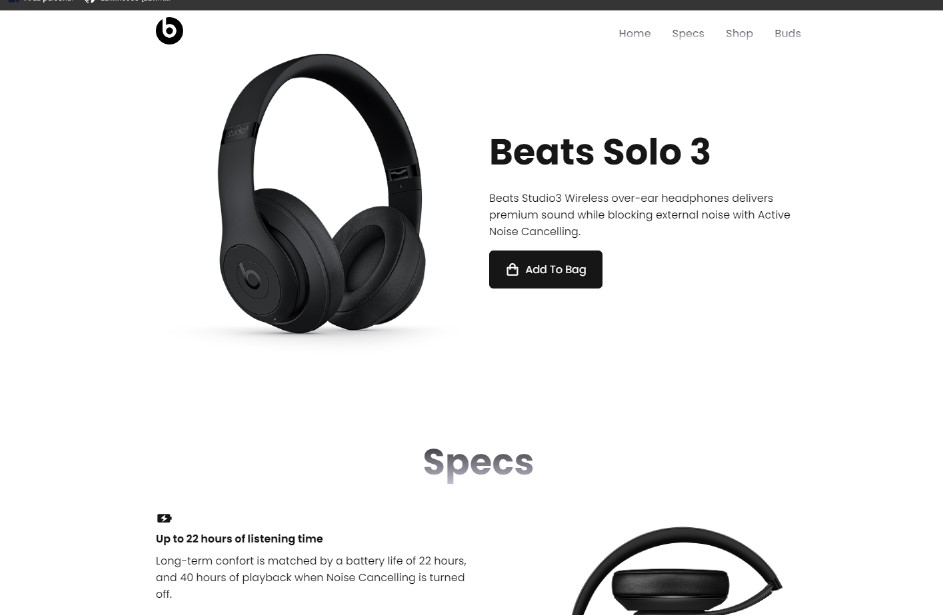 Home Specs Shop Buds
Beats Solo 3
Beats Studio3 Wireless over-ear headphones delivers
premium sound while blocking external noise with Active
Noise Cancelling.
Add To Bag
Specs
Up to 22 hours of listening time
Long-term confort is matched by a battery life of 22 hours,
and 40 hours of playback when Noise Cancelling is turned
off.